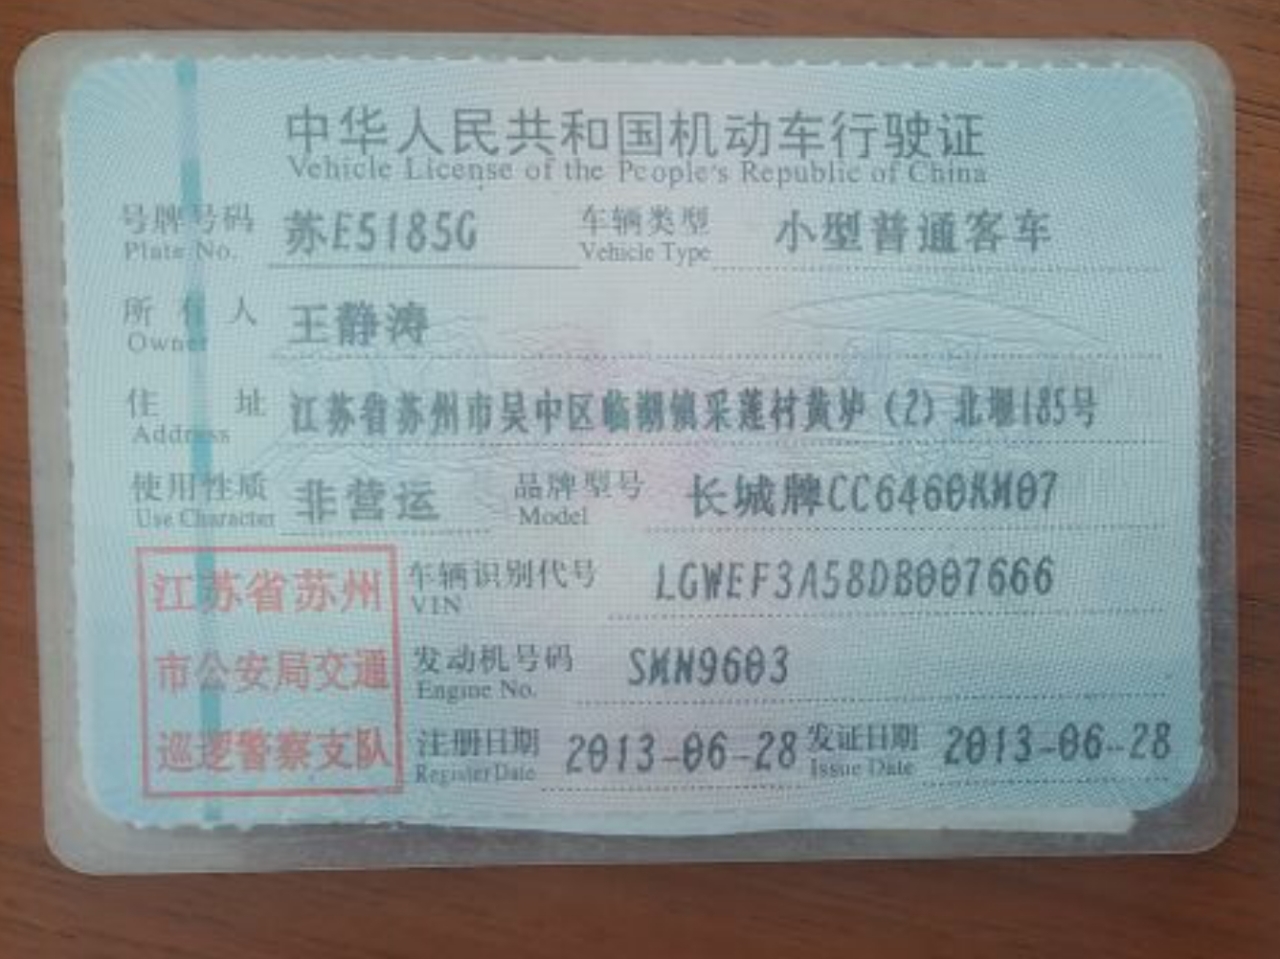 中华人民共和国机动车行驶证
Vehicle License of the People's Republic of China
号牌号码 苏E5185G 车辆类型 小型普通客车
Plate No. Vehicle Type
所有人 王静涛
Owner
住址 江苏省苏州市吴中区临湖镇采莲村黄垆(2)北堰185号
Address
使用性质 非营运 品牌型号 长城牌CC6460KM07
Use Character Model
江苏省苏州
市公安局交通
巡逻警察支队
车辆识别代号 LGWEF3A58DB007666
VIN
发动机号码 SMN9603
Engine No.
注册日期 2013-06-28 发证日期 2013-06-28
Register Date Issue Date